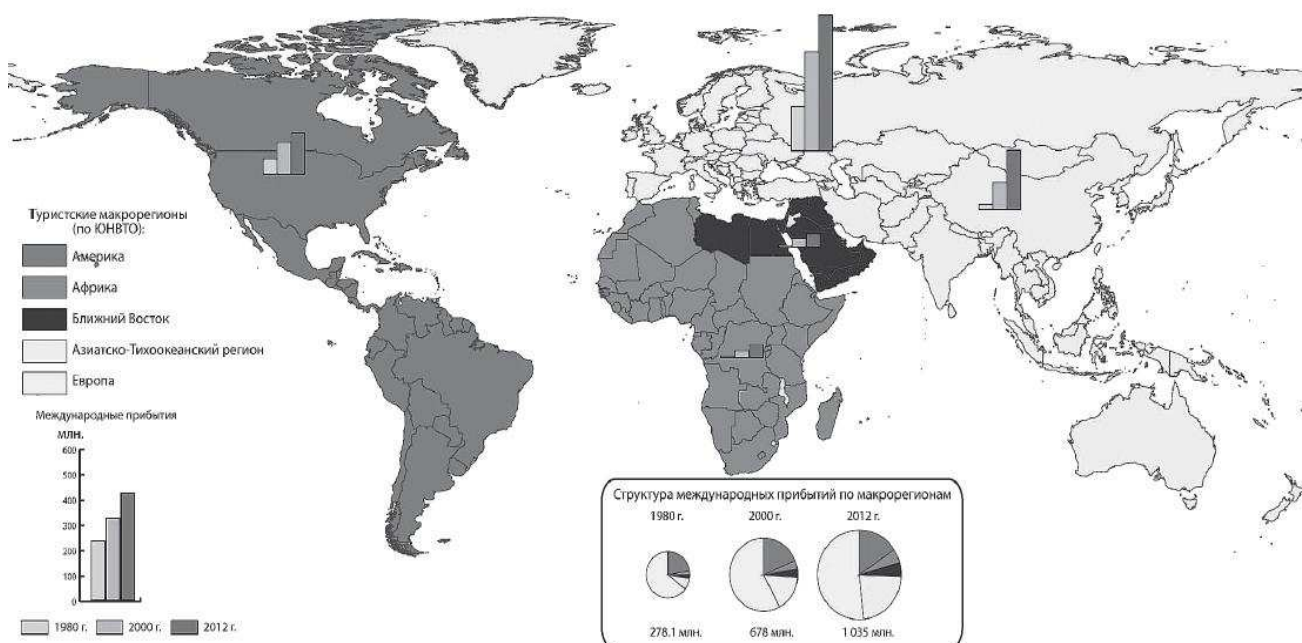 Туристские макрорегионы
(по ЮНВТО):
Америка
Африка
Ближний Восток
Азиатско-Тихоокеанский регион
Европа
Международные прибытия
млн.
600
500
400
300
200
100
0
1980 г. 2000 г. 2012 г.
Структура международных прибытий по макрорегионам
1980 г. 2000 г. 2012 г.
278.1 млн. 678 млн. 1 035 млн.